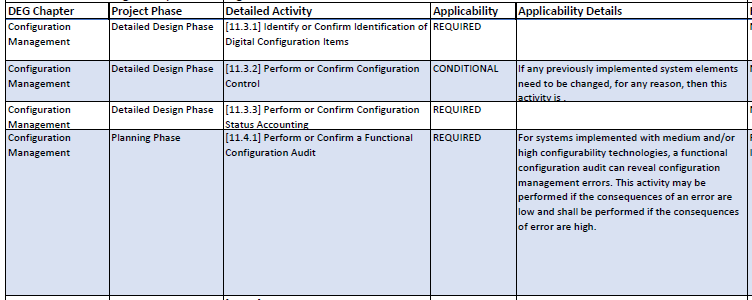 DEG Chapter Project Phase Detailed Activity Applicability Applicability Details
Configuration Detailed Design Phase [11.3.1] Identify or Confirm Identification of REQUIRED
Management Digital Configuration Items
Configuration Detailed Design Phase [11.3.2] Perform or Confirm Configuration CONDITIONAL If any previously implemented system elements
Management Control need to be changed, for any reason, then this
activity is .
Configuration Detailed Design Phase [11.3.3] Perform or Confirm Configuration REQUIRED
Management Status Accounting
Configuration Planning Phase [11.4.1] Perform or Confirm a Functional REQUIRED For systems implemented with medium and/or
Management Configuration Audit high configurability technologies, a functional
configuration audit can reveal configuration
management errors. This activity may be
performed if the consequences of an error are
low and shall be performed if the consequences
of error are high.